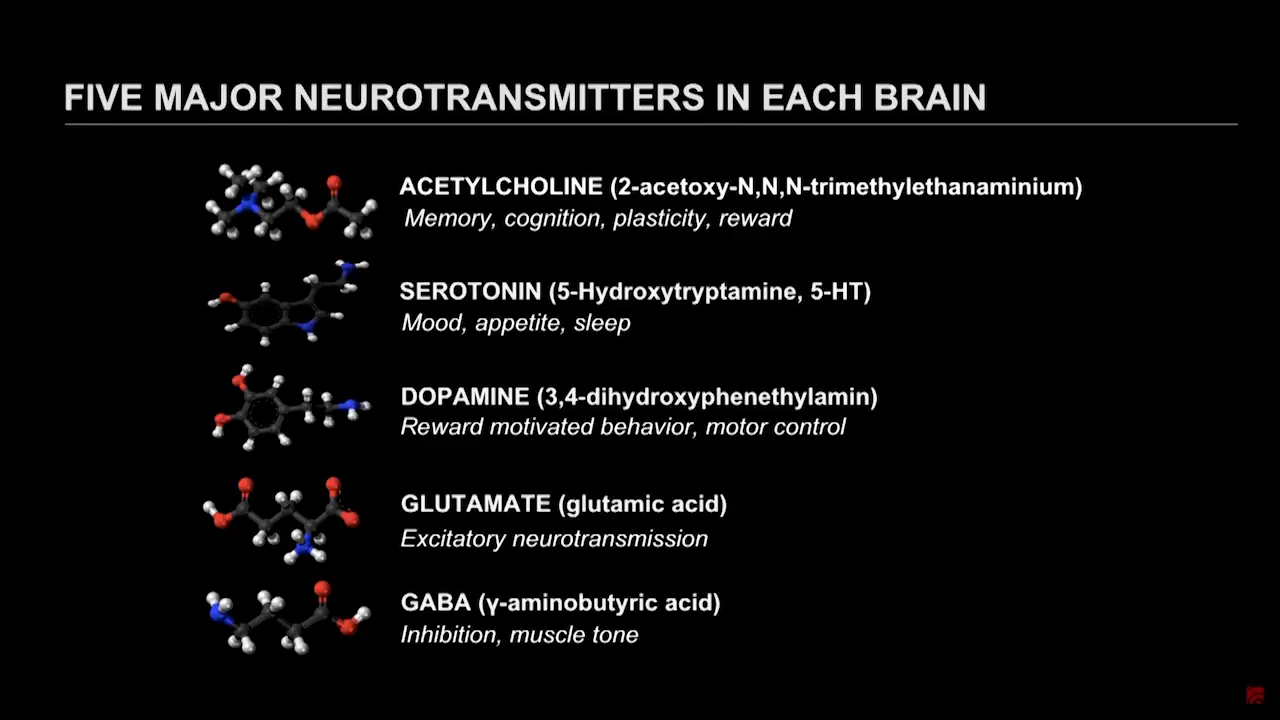 FIVE MAJOR NEUROTRANSMITTERS IN EACH BRAIN
ACETYLCHOLINE (2-acetoxy-N,N,N-trimethylethanaminium)
Memory, cognition, plasticity, reward
SEROTONIN (5-Hydroxytryptamine, 5-HT)
Mood, appetite, sleep
DOPAMINE (3,4-dihydroxyphenethylamin)
Reward motivated behavior, motor control
GLUTAMATE (glutamic acid)
Excitatory neurotransmission
GABA (γ-aminobutyric acid)
Inhibition, muscle tone